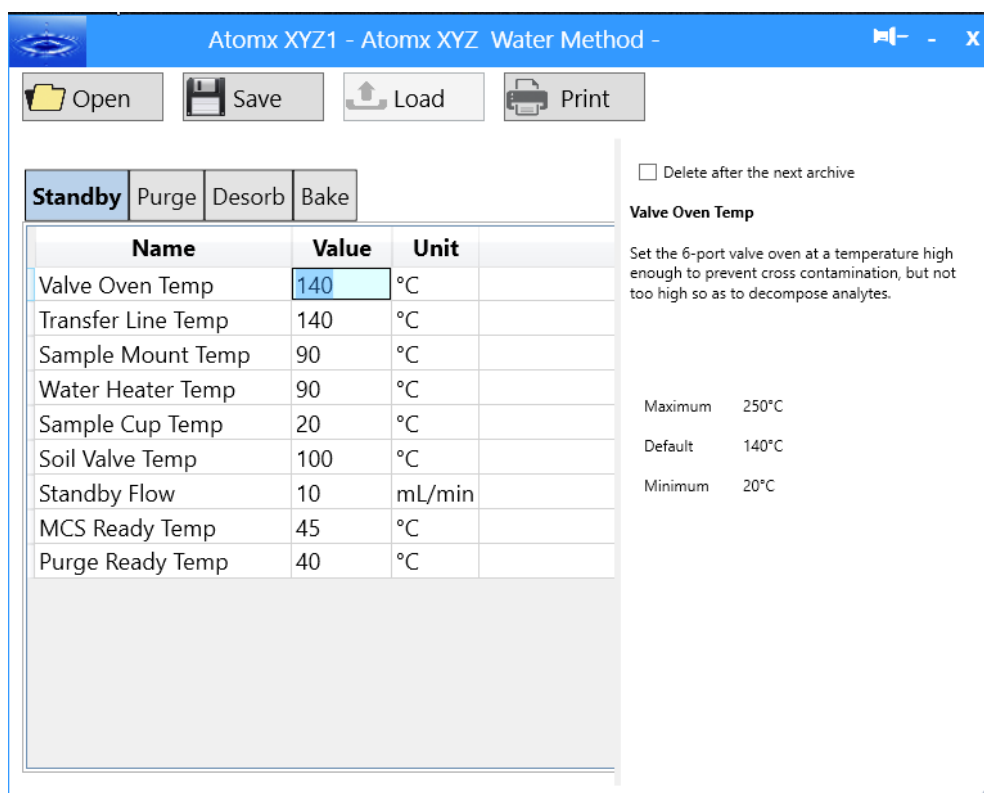 Atomx XYZ1 - Atomx XYZ Water Method -
- X
Open Save Load Print
Delete after the next archive
Standby Purge Desorb Bake
Valve Oven Temp
Set the 6-port valve oven at a temperature high
enough to prevent cross contamination, but not
too high so as to decompose analytes.
Name Value Unit
Valve Oven Temp 140 °C
Transfer Line Temp 140 °C
Sample Mount Temp 90 °C
Water Heater Temp 90 °C
Sample Cup Temp 20 °C
Soil Valve Temp 100 °C
Standby Flow 10 mL/min
MCS Ready Temp 45 °C
Purge Ready Temp 40 °C
Maximum 250°C
Default 140°C
Minimum 20°C